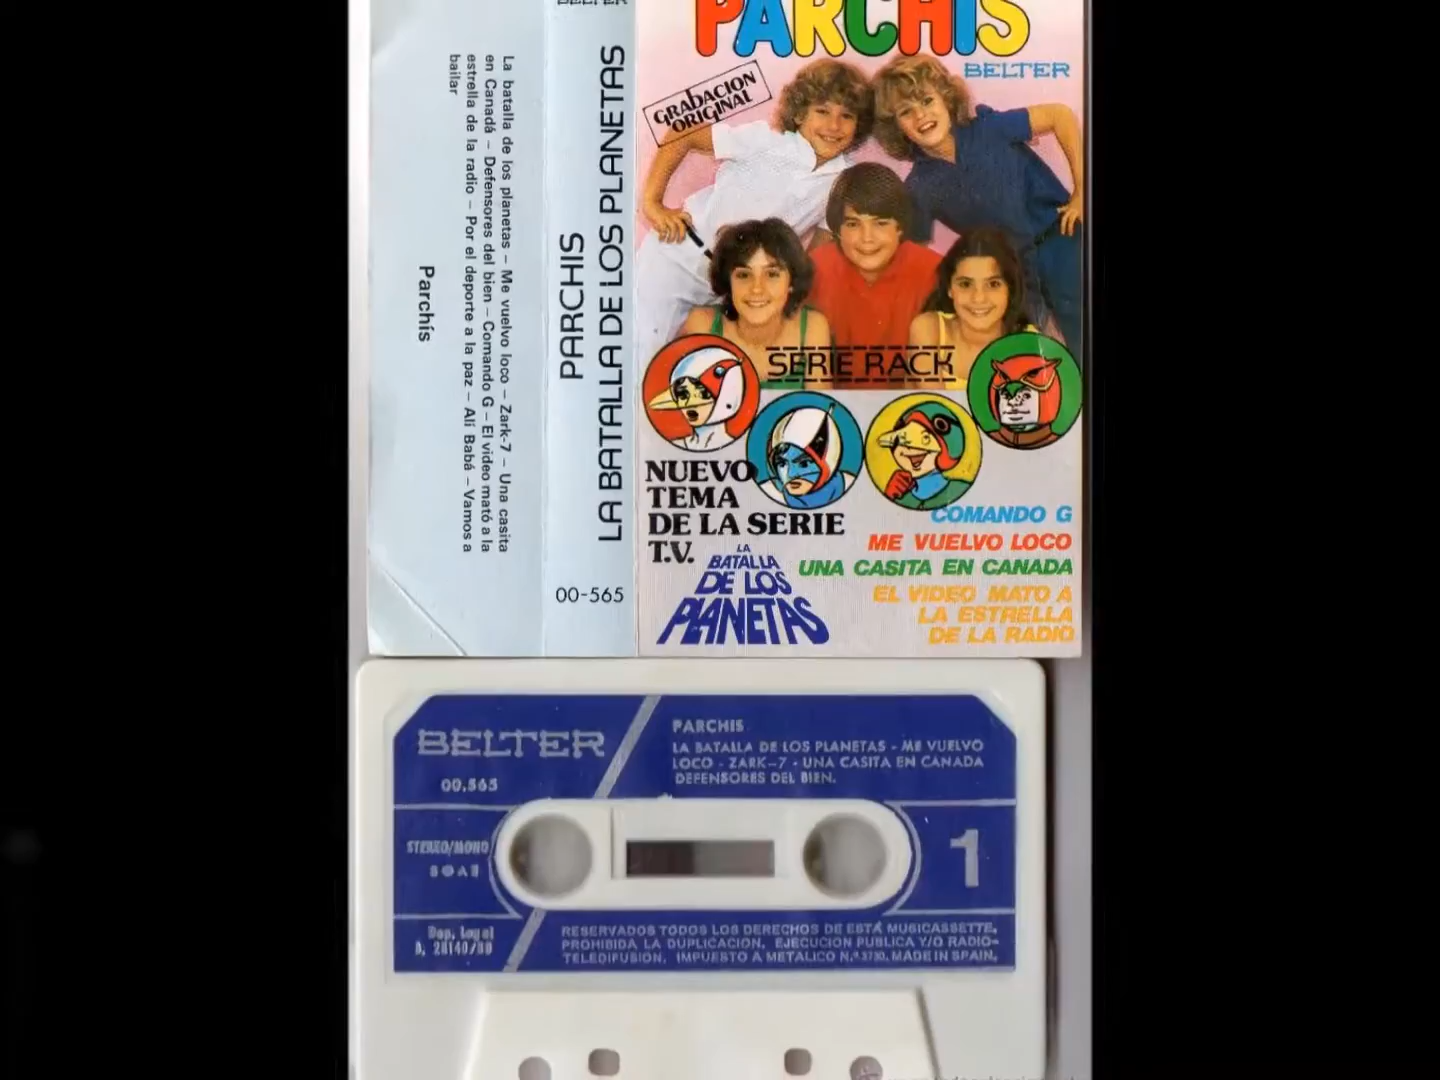 BELTER
La batalla de los planetas – Me vuelvo loco – Zark-7 – Una casita
en Canadá – Defensores del bien – Comando G – El video mató a la
estrella de la radio – Por el deporte a la paz – Alí Babá – Vamos a
bailar
Parchís
PARCHIS
LA BATALLA DE LOS PLANETAS
00-565
PARCHIS
BELTER
GRABACION
ORIGINAL
SERIE RACK
NUEVO
TEMA
DE LA SERIE
T.V.
LA
BATALLA
DE LOS
PLANETAS
COMANDO G
ME VUELVO LOCO
UNA CASITA EN CANADA
EL VIDEO MATO A
LA ESTRELLA
DE LA RADIO
BELTER
00.565
PARCHIS
LA BATALLA DE LOS PLANETAS - ME VUELVO
LOCO - ZARK-7 - UNA CASITA EN CANADA
DEFENSORES DEL BIEN.
STEREO/MONO
1
Dep. Legal
RESERVADOS TODOS LOS DERECHOS DE ESTA MUSICASSETTE.
PROHIBIDA LA DUPLICACION, EJECUCION PUBLICA Y/O RADIO-
TELEDIFUSION. IMPUESTO A METALICO N.º 3730. MADE IN SPAIN.